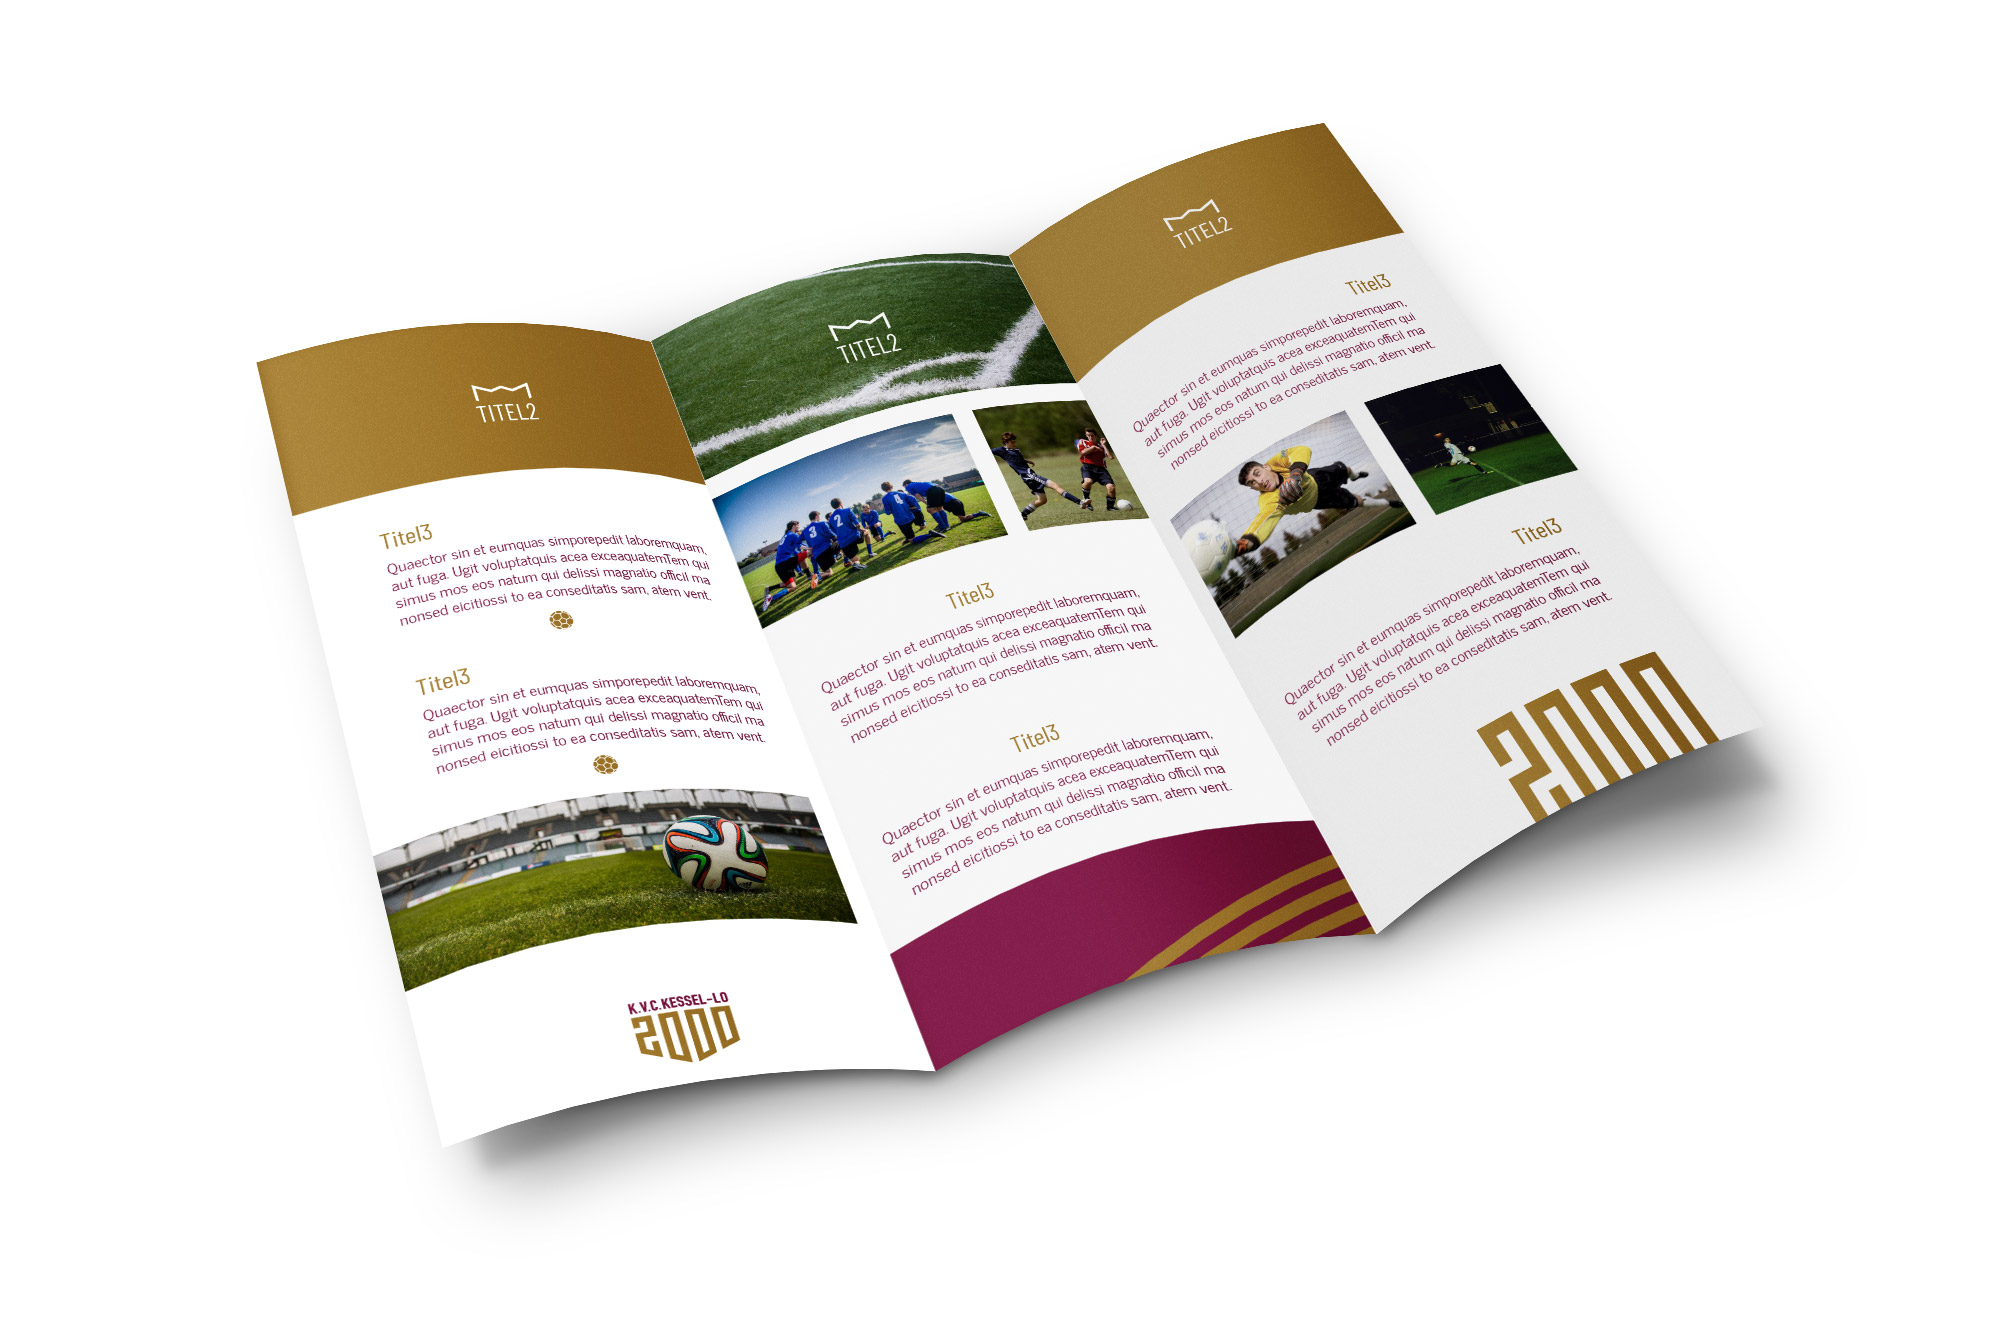 TITEL2
Titel3
Quaector sin et eumquas simporepedit laboremquam,
aut fuga. Ugit voluptatquis acea exceaquatemTem qui
simus mos eos natum qui delissi magnatio officil ma
nonsed eicitiossi to ea conseditatis sam, atem vent.
Titel3
Quaector sin et eumquas simporepedit laboremquam,
aut fuga. Ugit voluptatquis acea exceaquatemTem qui
simus mos eos natum qui delissi magnatio officil ma
nonsed eicitiossi to ea conseditatis sam, atem vent.
K.V.C.KESSEL-LO
2000
TITEL2
3
2
4
Titel3
Quaector sin et eumquas simporepedit laboremquam,
aut fuga. Ugit voluptatquis acea exceaquatemTem qui
simus mos eos natum qui delissi magnatio officil ma
nonsed eicitiossi to ea conseditatis sam, atem vent.
Titel3
Quaector sin et eumquas simporepedit laboremquam,
aut fuga. Ugit voluptatquis acea exceaquatemTem qui
simus mos eos natum qui delissi magnatio officil ma
nonsed eicitiossi to ea conseditatis sam, atem vent.
TITEL2
Titel3
Quaector sin et eumquas simporepedit laboremquam,
aut fuga. Ugit voluptatquis acea exceaquatemTem qui
simus mos eos natum qui delissi magnatio officil ma
nonsed eicitiossi to ea conseditatis sam, atem vent.
Titel3
Quaector sin et eumquas simporepedit laboremquam,
aut fuga. Ugit voluptatquis acea exceaquatemTem qui
simus mos eos natum qui delissi magnatio officil ma
nonsed eicitiossi to ea conseditatis sam, atem vent.
2000